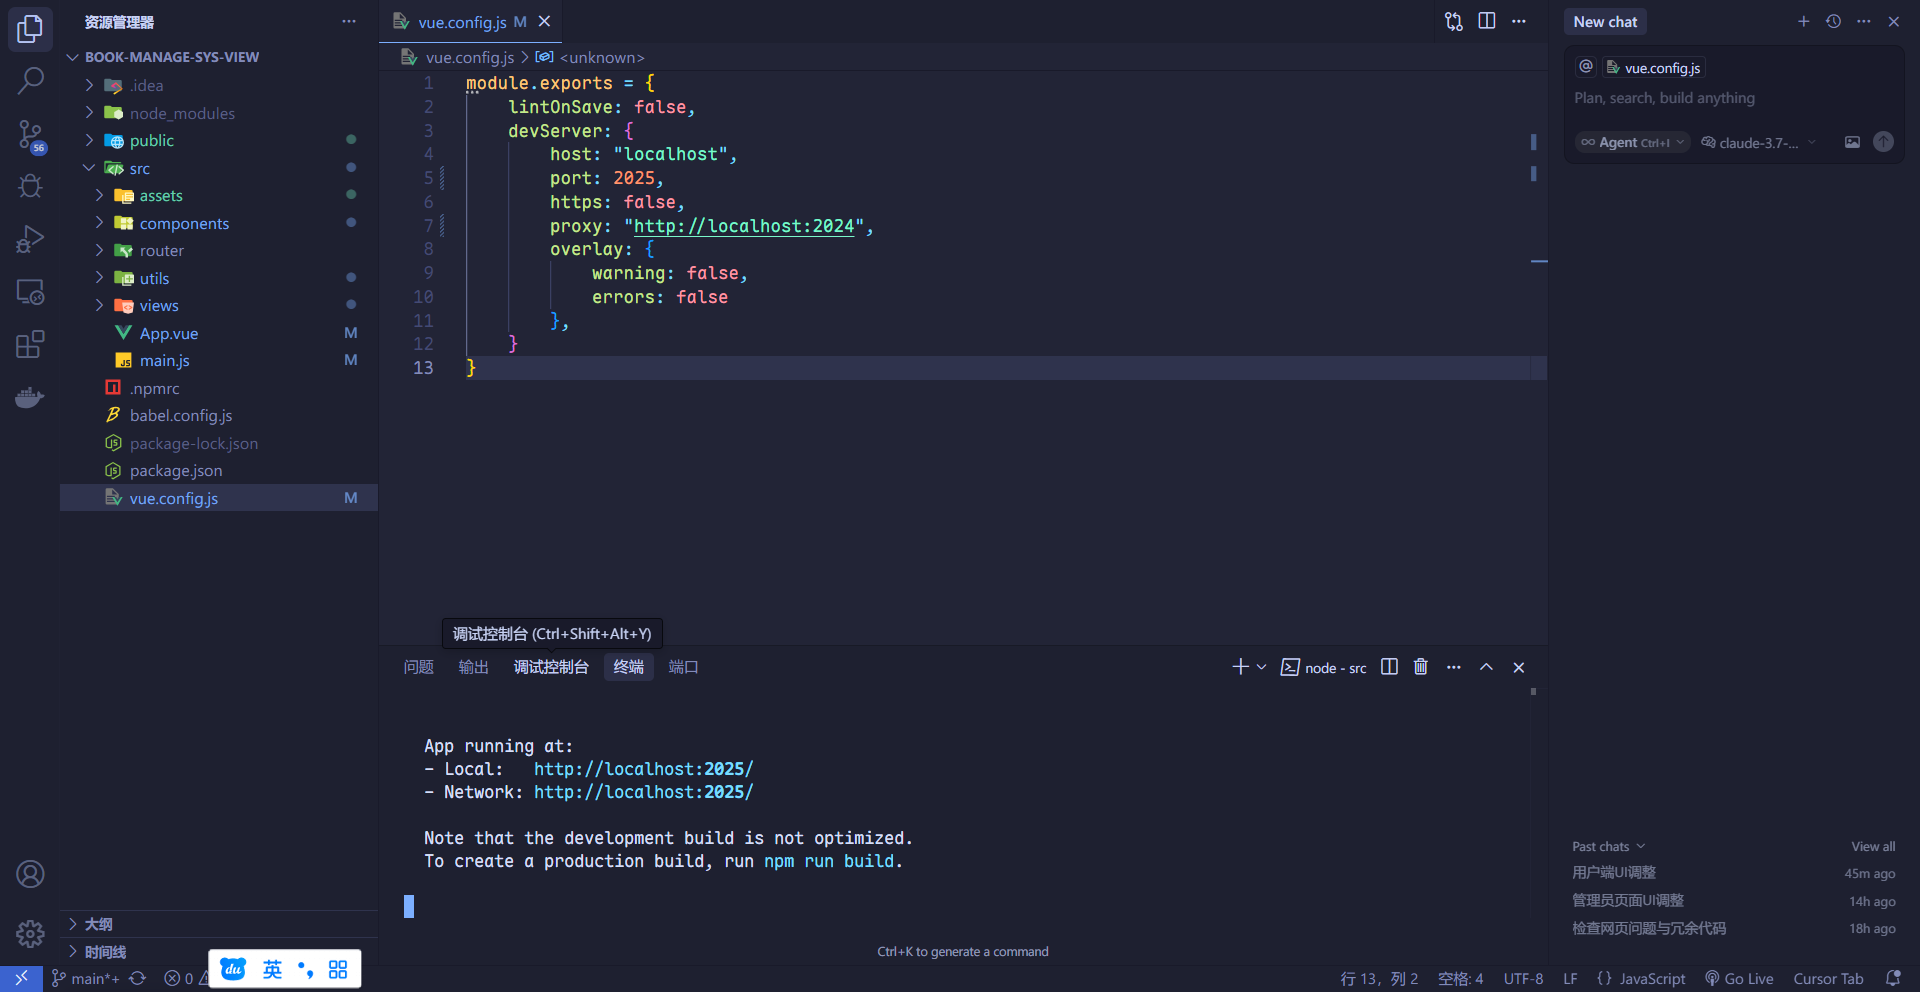 资源管理器
BOOK-MANAGE-SYS-VIEW
.idea
node_modules
public
src
assets
components
router
utils
views
App.vue M
main.js M
.npmrc
babel.config.js
package-lock.json
package.json
vue.config.js M
大纲
时间线
56
vue.config.js M
vue.config.js > <unknown>
1 module.exports = {
2 lintOnSave: false,
3 devServer: {
4 host: "localhost",
5 port: 2025,
6 https: false,
7 proxy: "http://localhost:2024",
8 overlay: {
9 warning: false,
10 errors: false
11 },
12 }
13 }
调试控制台 (Ctrl+Shift+Alt+Y)
问题 输出 调试控制台 终端 端口
node - src
App running at:
- Local: http://localhost:2025/
- Network: http://localhost:2025/
Note that the development build is not optimized.
To create a production build, run npm run build.
Ctrl+K to generate a command
New chat
@ vue.config.js
Plan, search, build anything
∞ Agent Ctrl+I claude-3.7-...
Past chats View all
用户端UI调整 45m ago
管理员页面UI调整 14h ago
检查网页问题与冗余代码 18h ago
main*+ 0
du 英
行 13，列 2 空格: 4 UTF-8 LF {} JavaScript Go Live Cursor Tab